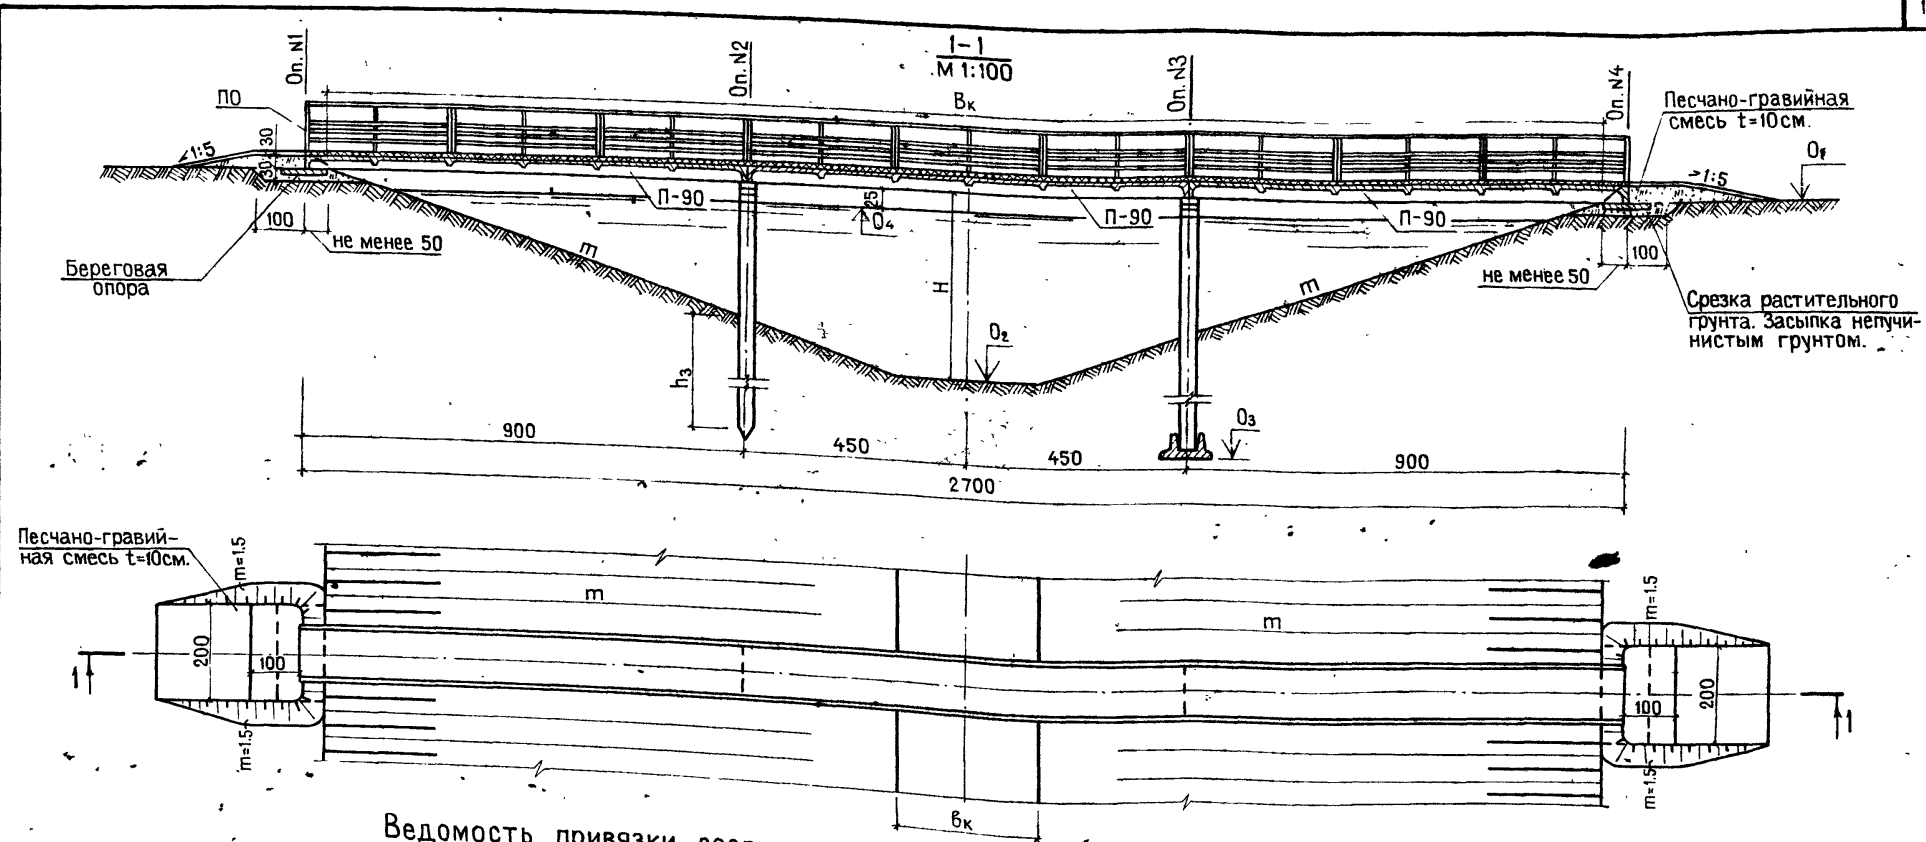 1-1
М 1:100
Оп. N1
Оп. N2
Оп. N3
Оп. N4
ПО
Вк
Песчано-гравийная
смесь t=10см.
О1
1:5
30
30
1:5
П-90
25
О4
П-90
П-90
100
не менее 50
m
Береговая
опора
H
m
100
не менее 50
Срезка растительного
грунта. Засыпка непучи-
нистым грунтом.
О2
h3
О3
900
450
450
900
2700
Песчано-гравий-
ная смесь t=10см.
m=1.5
m
m
m=1.5
200
100
100
200
1
1
m=1.5
m=1.5
вк
Ведомость привязки